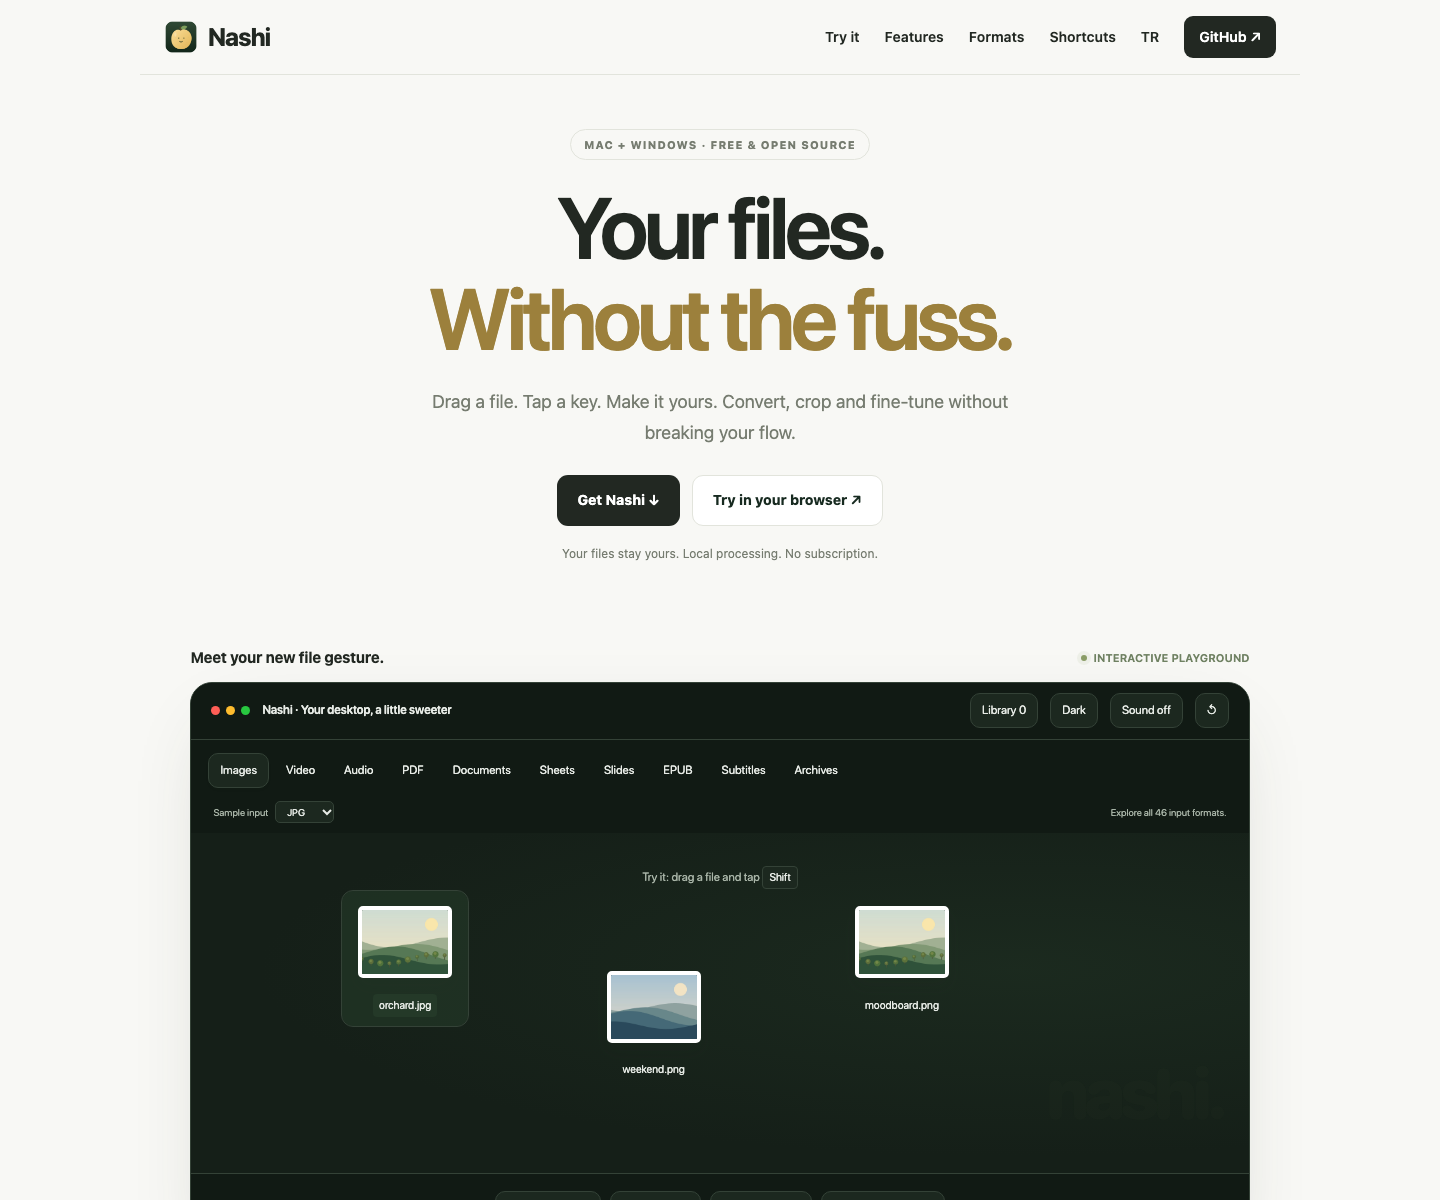 Nashi
Try it
Features
Formats
Shortcuts
TR
GitHub ↗
MAC + WINDOWS · FREE & OPEN SOURCE
Your files.
Without the fuss.
Drag a file. Tap a key. Make it yours. Convert, crop and fine-tune without
breaking your flow.
Get Nashi ↓
Try in your browser ↗
Your files stay yours. Local processing. No subscription.
Meet your new file gesture.
INTERACTIVE PLAYGROUND
Nashi · Your desktop, a little sweeter
Library 0
Dark
Sound off
Images
Video
Audio
PDF
Documents
Sheets
Slides
EPUB
Subtitles
Archives
Sample input
JPG
Explore all 46 input formats.
Try it: drag a file and tap Shift
orchard.jpg
weekend.png
moodboard.png
nashi.